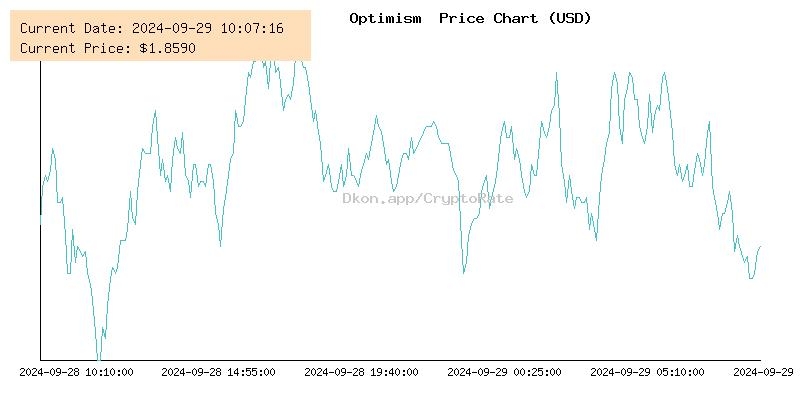 Optimism  Price Chart (USD)
Current Date: 2024-09-29 10:07:16
Current Price: $1.8590
Dkon.app/CryptoRate
2024-09-28 10:10:00 2024-09-28 14:55:00 2024-09-28 19:40:00 2024-09-29 00:25:00 2024-09-29 05:10:00 2024-09-29